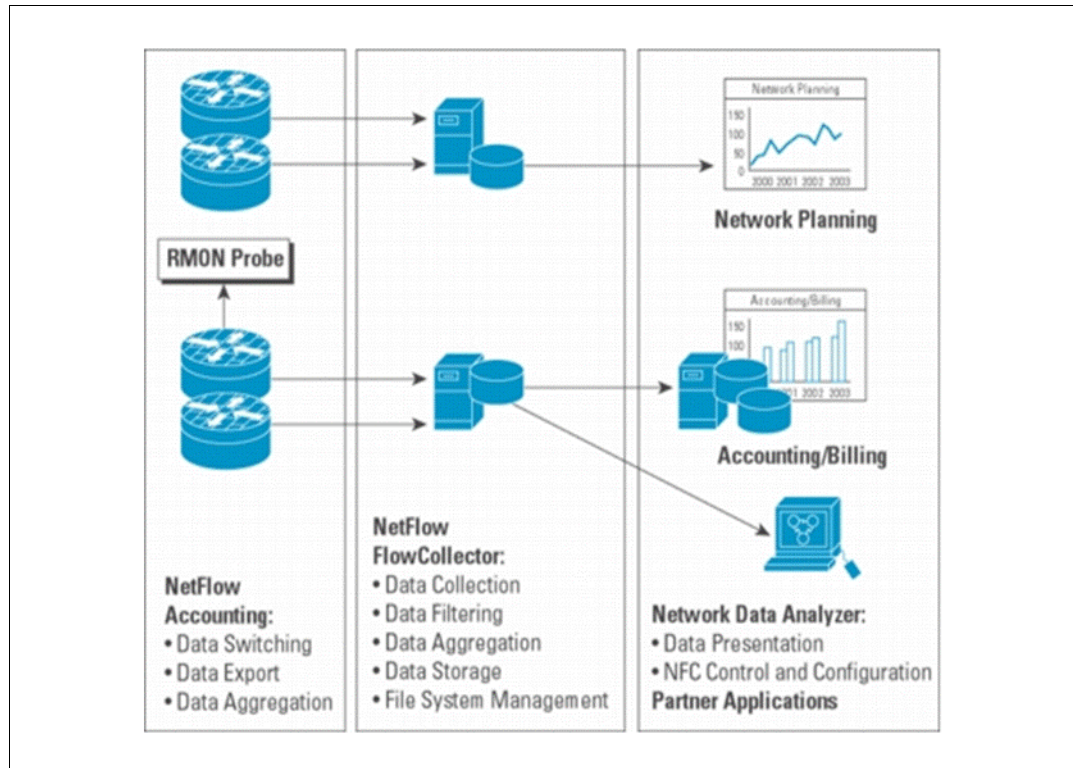 RMON Probe
NetFlow
Accounting:
• Data Switching
• Data Export
• Data Aggregation
NetFlow
FlowCollector:
• Data Collection
• Data Filtering
• Data Aggregation
• Data Storage
• File System Management
Network Planning
150
100
50
0
2000 2001 2002 2003
Network Planning
Accounting/Billing
150
100
2002 2003
Accounting/Billing
Network Data Analyzer:
• Data Presentation
• NFC Control and Configuration
Partner Applications